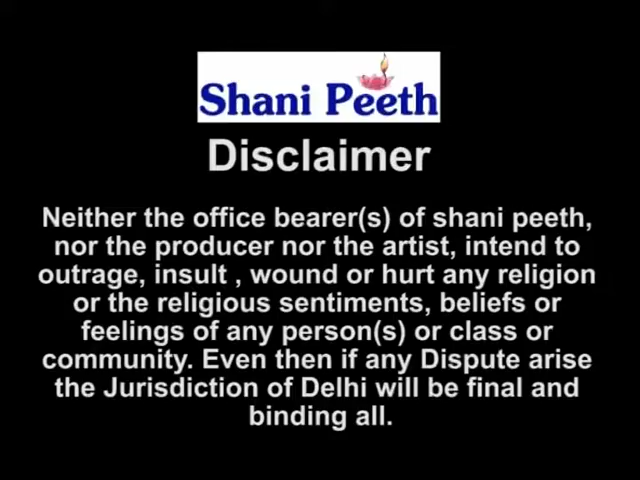 Shani Peeth
Disclaimer
Neither the office bearer(s) of shani peeth,
nor the producer nor the artist, intend to
outrage, insult , wound or hurt any religion
or the religious sentiments, beliefs or
feelings of any person(s) or class or
community. Even then if any Dispute arise
the Jurisdiction of Delhi will be final and
binding all.